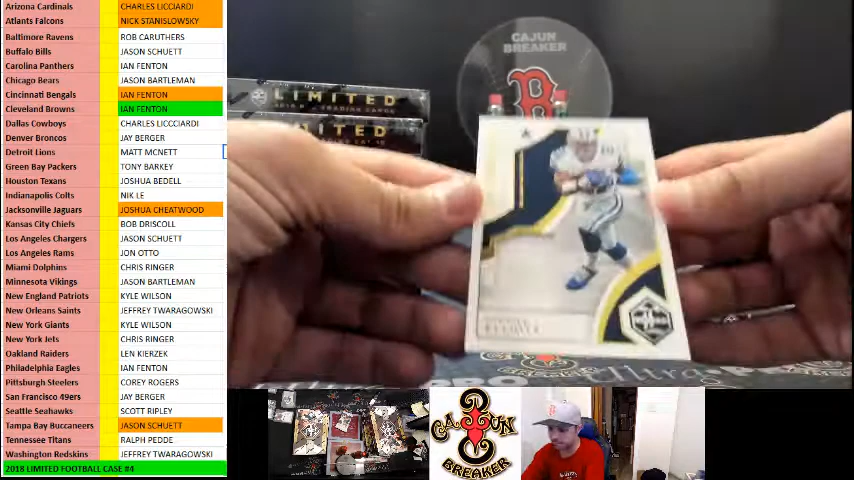 Arizona Cardinals CHARLES LICCIARDI
Atlants Falcons NICK STANISLOWSKY
Baltimore Ravens ROB CARUTHERS
Buffalo Bills JASON SCHUETT
Carolina Panthers IAN FENTON
Chicago Bears JASON BARTLEMAN
Cincinnati Bengals IAN FENTON
Cleveland Browns IAN FENTON
Dallas Cowboys CHARLES LICCCIARDI
Denver Broncos JAY BERGER
Detroit Lions MATT MCNETT
Green Bay Packers TONY BARKEY
Houston Texans JOSHUA BEDELL
Indianapolis Colts NIK LE
Jacksonville Jaguars JOSHUA CHEATWOOD
Kansas City Chiefs BOB DRISCOLL
Los Angeles Chargers JASON SCHUETT
Los Angeles Rams JON OTTO
Miami Dolphins CHRIS RINGER
Minnesota Vikings JASON BARTLEMAN
New England Patriots KYLE WILSON
New Orleans Saints JEFFREY TWARAGOWSKI
New York Giants KYLE WILSON
New York Jets CHRIS RINGER
Oakland Raiders LEN KIERZEK
Philadelphia Eagles IAN FENTON
Pittsburgh Steelers COREY ROGERS
San Francisco 49ers JAY BERGER
Seattle Seahawks SCOTT RIPLEY
Tampa Bay Buccaneers JASON SCHUETT
Tennessee Titans RALPH PEDDE
Washington Redskins JEFFREY TWARAGOWSKI
2018 LIMITED FOOTBALL CASE #4
CAJUN
BREAKER
B
LIMITED
LIMITED
CAJUN
BREAKER